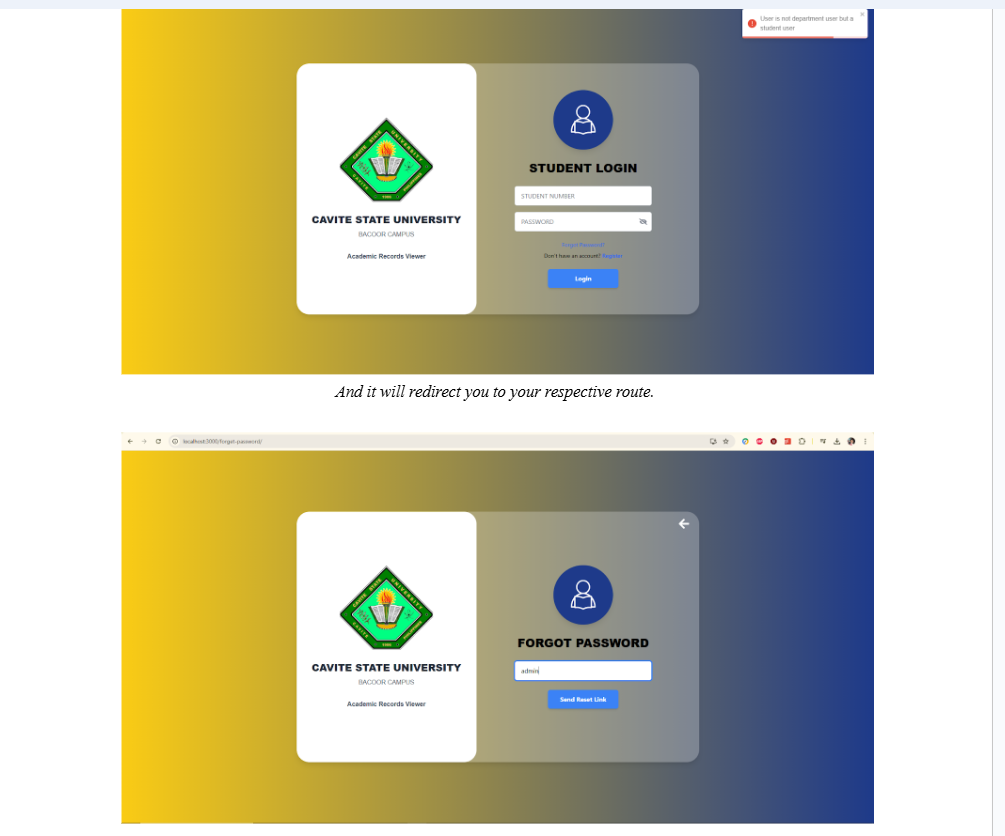 User is not department user but a
student user
CAVITE STATE UNIVERSITY
BACOOR CAMPUS
Academic Records Viewer
STUDENT LOGIN
STUDENT NUMBER
PASSWORD
Forgot Password?
Don't have an account? Register
Login
And it will redirect you to your respective route.
localhost:3000/forgot-password/
CAVITE STATE UNIVERSITY
BACOOR CAMPUS
Academic Records Viewer
FORGOT PASSWORD
admin
Send Reset Link